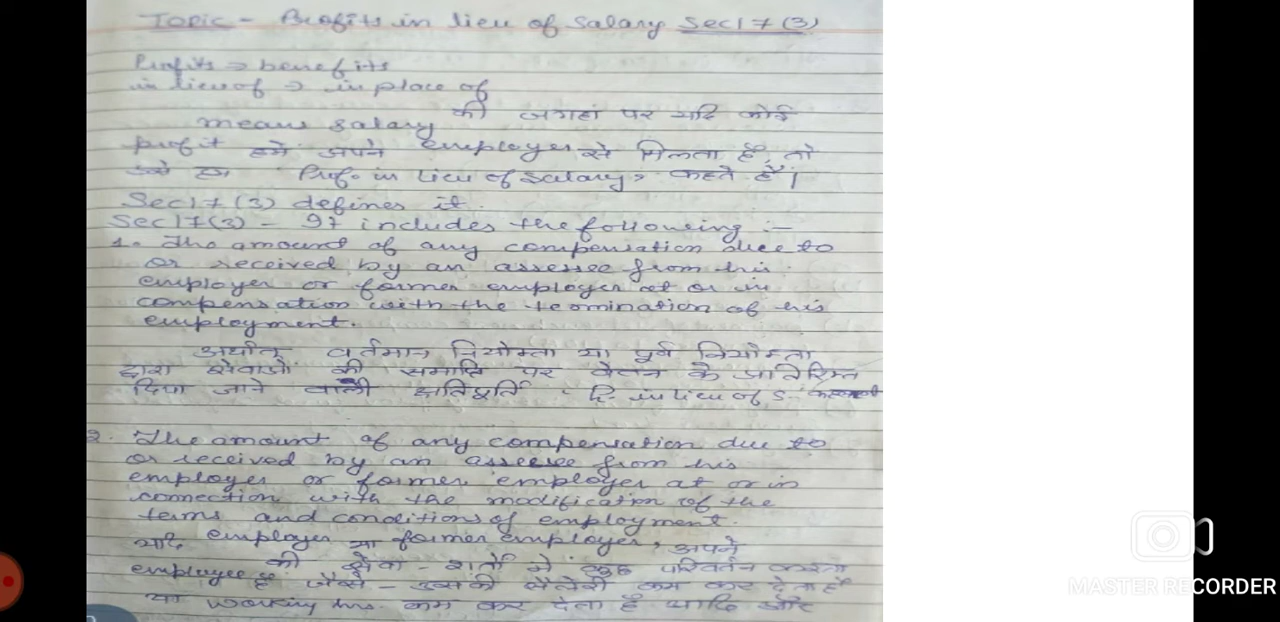 Topic - Profits in lieu of salary Sec17(3)
Profits → benefits
in lieu of → in place of
means salary की जगहां पर यदि कोई
profit हमें अपने employer से मिलता है, तो
उसे हम Prof. in lieu of salary, कहते हैं।
Sec17(3) defines it.
Sec17(3) - It includes the following :-
1. The amount of any compensation due to
or received by an assessee from his
employer or former employer at or in
compensation with the termination of his
employment.
अर्थात् वर्तमान नियोक्ता या पूर्व नियोक्ता
द्वारा सेवाओं की समाप्ति पर वेतन के अतिरिक्त
दिया जाने वाली क्षतिपूर्ति in lieu of S.
2. The amount of any compensation due to
or received by an assessee from his
employer or former employer at or in
connection with the modification of the
terms and conditions of employment.
यदि employer या former employer, अपने
employee की सेवा - शर्तों में कुछ परिवर्तन करता
है जैसे - उसकी सैलेरी कम कर देता है
या working hrs. कम कर देता है आदि और
MASTER RECORDER